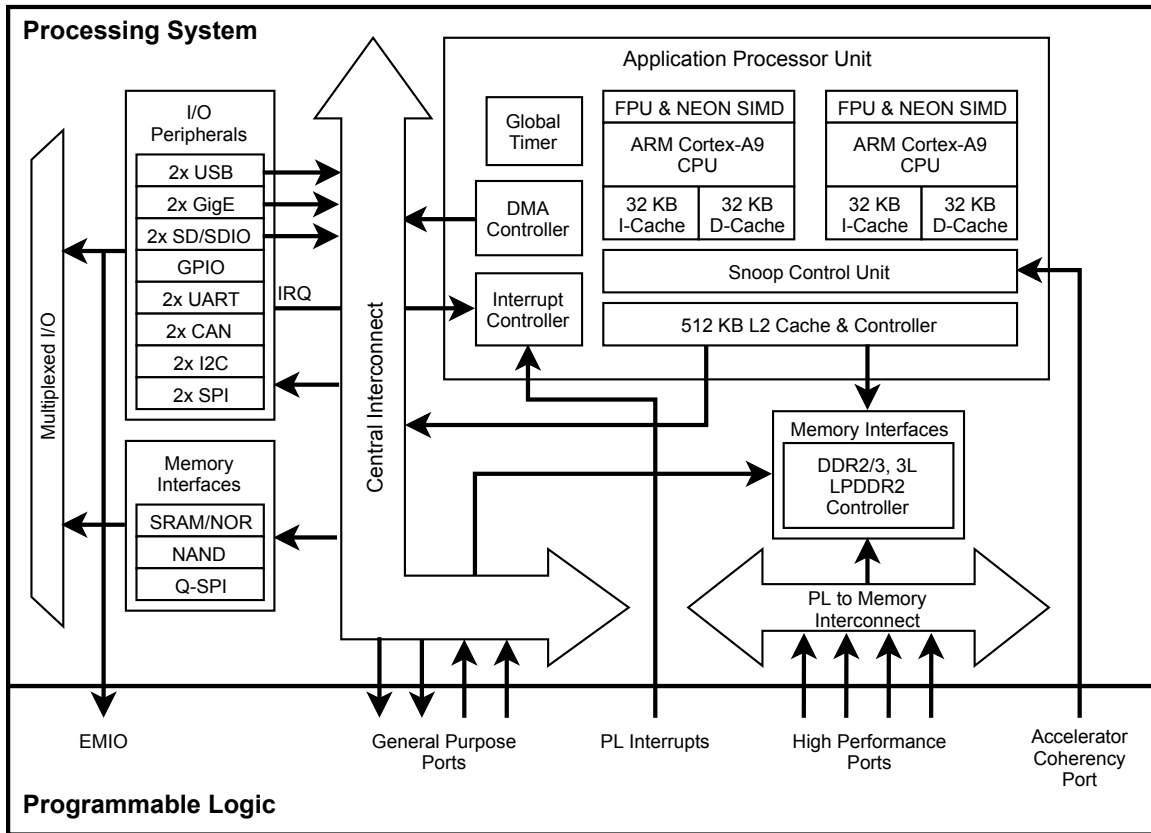 Processing System
Application Processor Unit
I/O
Peripherals
2x USB
2x GigE
2x SD/SDIO
GPIO
2x UART
2x CAN
2x I2C
2x SPI
IRQ
Multiplexed I/O
Memory
Interfaces
SRAM/NOR
NAND
Q-SPI
Central Interconnect
Global
Timer
DMA
Controller
Interrupt
Controller
FPU & NEON SIMD
ARM Cortex-A9
CPU
32 KB
I-Cache
32 KB
D-Cache
FPU & NEON SIMD
ARM Cortex-A9
CPU
32 KB
I-Cache
32 KB
D-Cache
Snoop Control Unit
512 KB L2 Cache & Controller
Memory Interfaces
DDR2/3, 3L
LPDDR2
Controller
PL to Memory
Interconnect
EMIO
General Purpose
Ports
PL Interrupts
High Performance
Ports
Accelerator
Coherency
Port
Programmable Logic